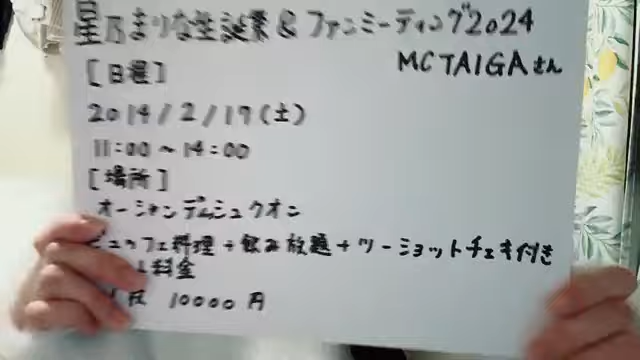 星乃まりな生誕祭&ファンミーティング2024
MCTAIGAさん
[日程]
2014/2/17(土)
11:00~14:00
[場所]
オーシャンデムシュクオン
ビュッフェ料理+飲み放題+ツーショットチェキ付き
料金
10000円